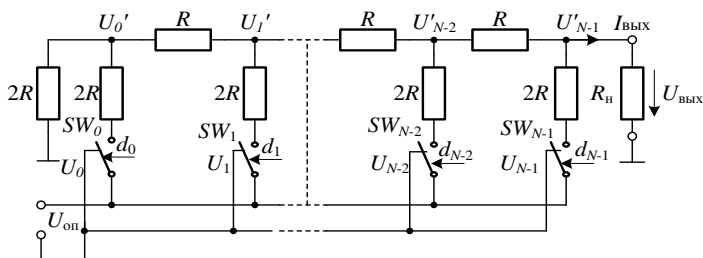 U₀′ R U₁′ R U′N-2 R U′N-1 Iвых
2R 2R 2R 2R 2R Rн Uвых
SW₀ SW₁ SWN-2 SWN-1
d₀ d₁ dN-2 dN-1
U₀ U₁ UN-2 UN-1
Uоп